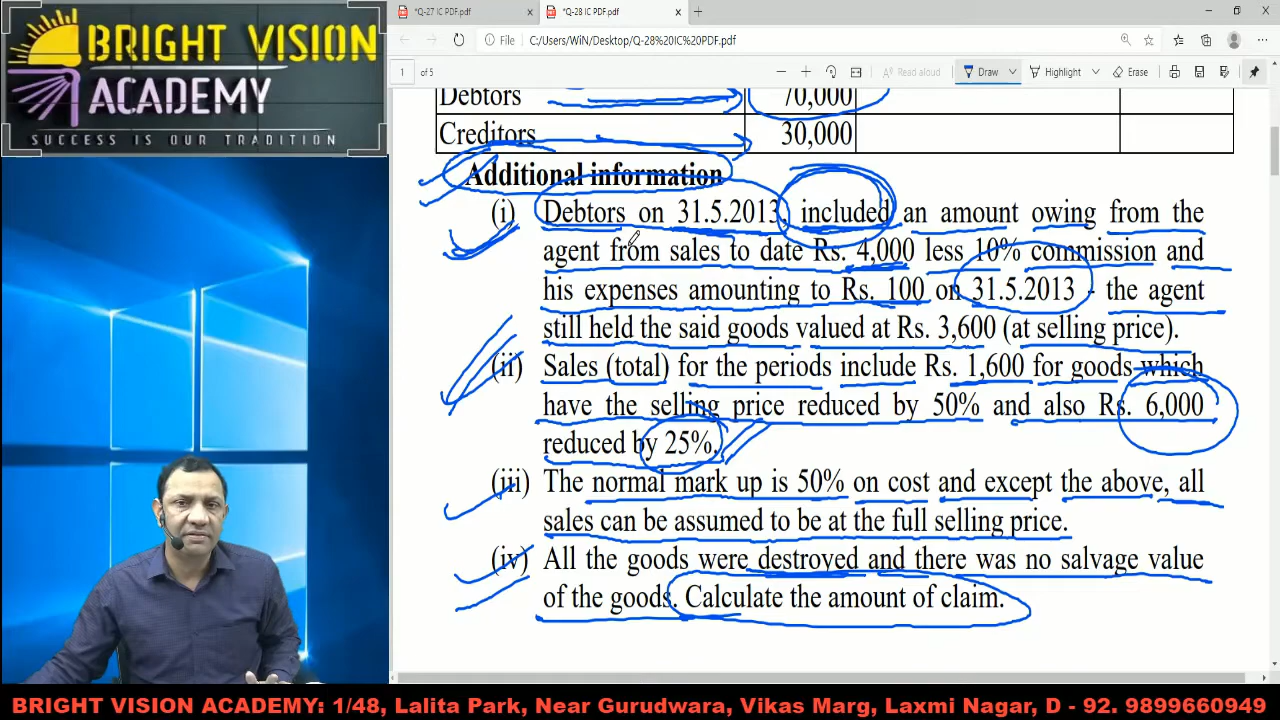 *Q-27 IC PDF.pdf
*Q-28 IC PDF.pdf
BRIGHT VISION
ACADEMY
SUCCESS IS OUR TRADITION
File C:/Users/WiN/Desktop/Q-28%20IC%20PDF.pdf
1 of 5
Read aloud Draw Highlight Erase
Debtors 70,000
Creditors 30,000
Additional information
(i) Debtors on 31.5.2013, included an amount owing from the
agent from sales to date Rs. 4,000 less 10% commission and
his expenses amounting to Rs. 100 on 31.5.2013 - the agent
still held the said goods valued at Rs. 3,600 (at selling price).
(ii) Sales (total) for the periods include Rs. 1,600 for goods which
have the selling price reduced by 50% and also Rs. 6,000
reduced by 25%.
(iii) The normal mark up is 50% on cost and except the above, all
sales can be assumed to be at the full selling price.
(iv) All the goods were destroyed and there was no salvage value
of the goods. Calculate the amount of claim.
BRIGHT VISION ACADEMY: 1/48, Lalita Park, Near Gurudwara, Vikas Marg, Laxmi Nagar, D - 92. 9899660949